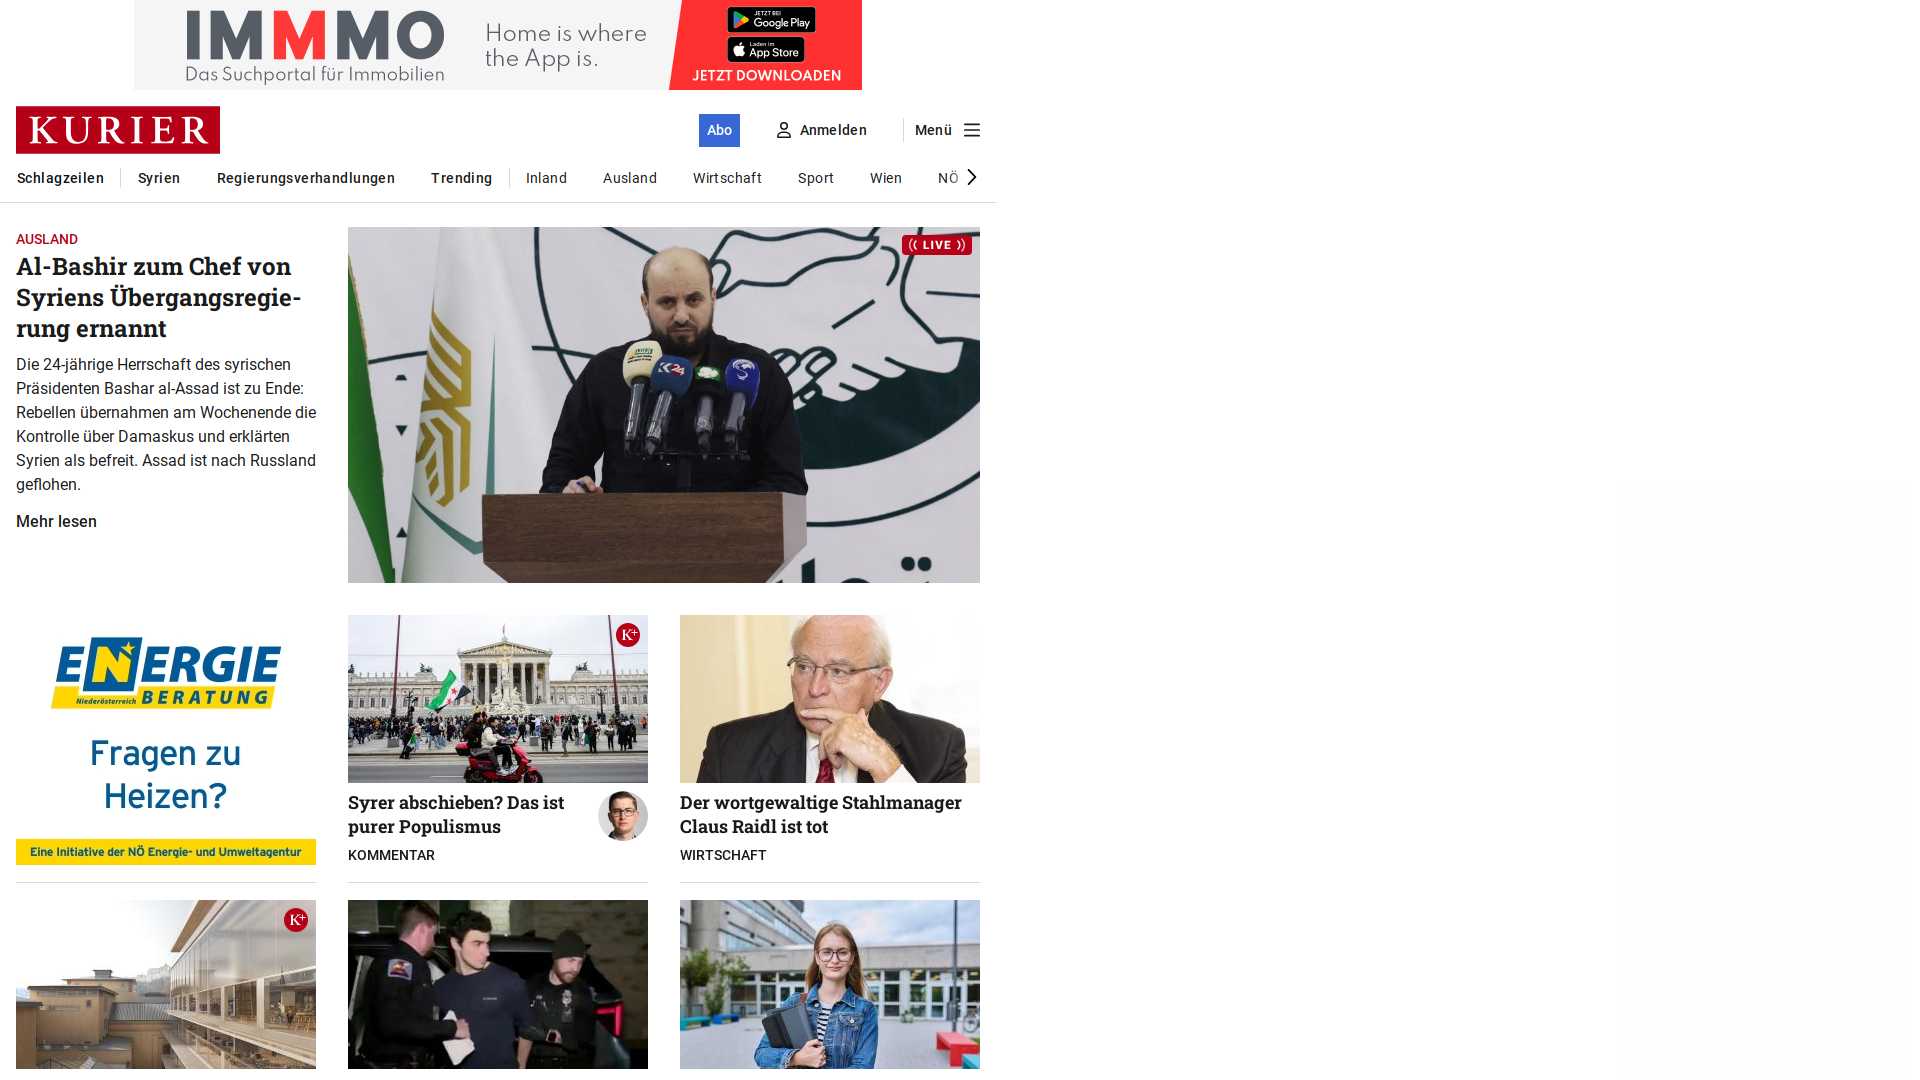 IMMMO
Das Suchportal für Immobilien
Home is where
the App is.
JETZT BEI
Google Play
Laden im
App Store
JETZT DOWNLOADEN
KURIER
Abo
Anmelden
Menü
Schlagzeilen
Syrien
Regierungsverhandlungen
Trending
Inland
Ausland
Wirtschaft
Sport
Wien
NÖ
AUSLAND
Al-Bashir zum Chef von
Syriens Übergangsregie-
rung ernannt
Die 24-jährige Herrschaft des syrischen
Präsidenten Bashar al-Assad ist zu Ende:
Rebellen übernahmen am Wochenende die
Kontrolle über Damaskus und erklärten
Syrien als befreit. Assad ist nach Russland
geflohen.
Mehr lesen
LIVE
K24
ENERGIE
Niederösterreich BERATUNG
Fragen zu
Heizen?
Eine Initiative der NÖ Energie- und Umweltagentur
K+
Syrer abschieben? Das ist
purer Populismus
KOMMENTAR
Der wortgewaltige Stahlmanager
Claus Raidl ist tot
WIRTSCHAFT
K+